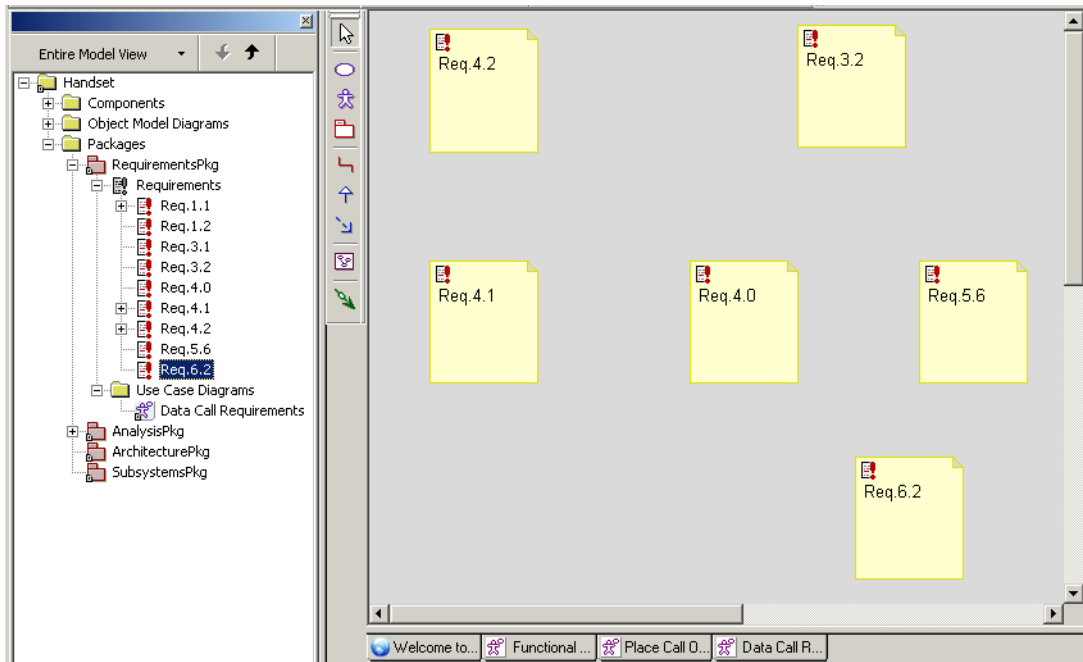 Entire Model View
Handset
Components
Object Model Diagrams
Packages
RequirementsPkg
Requirements
Req.1.1
Req.1.2
Req.3.1
Req.3.2
Req.4.0
Req.4.1
Req.4.2
Req.5.6
Req.6.2
Use Case Diagrams
Data Call Requirements
AnalysisPkg
ArchitecturePkg
SubsystemsPkg
Req.4.2
Req.3.2
Req.4.1
Req.4.0
Req.5.6
Req.6.2
Welcome to...
Functional ...
Place Call O...
Data Call R...